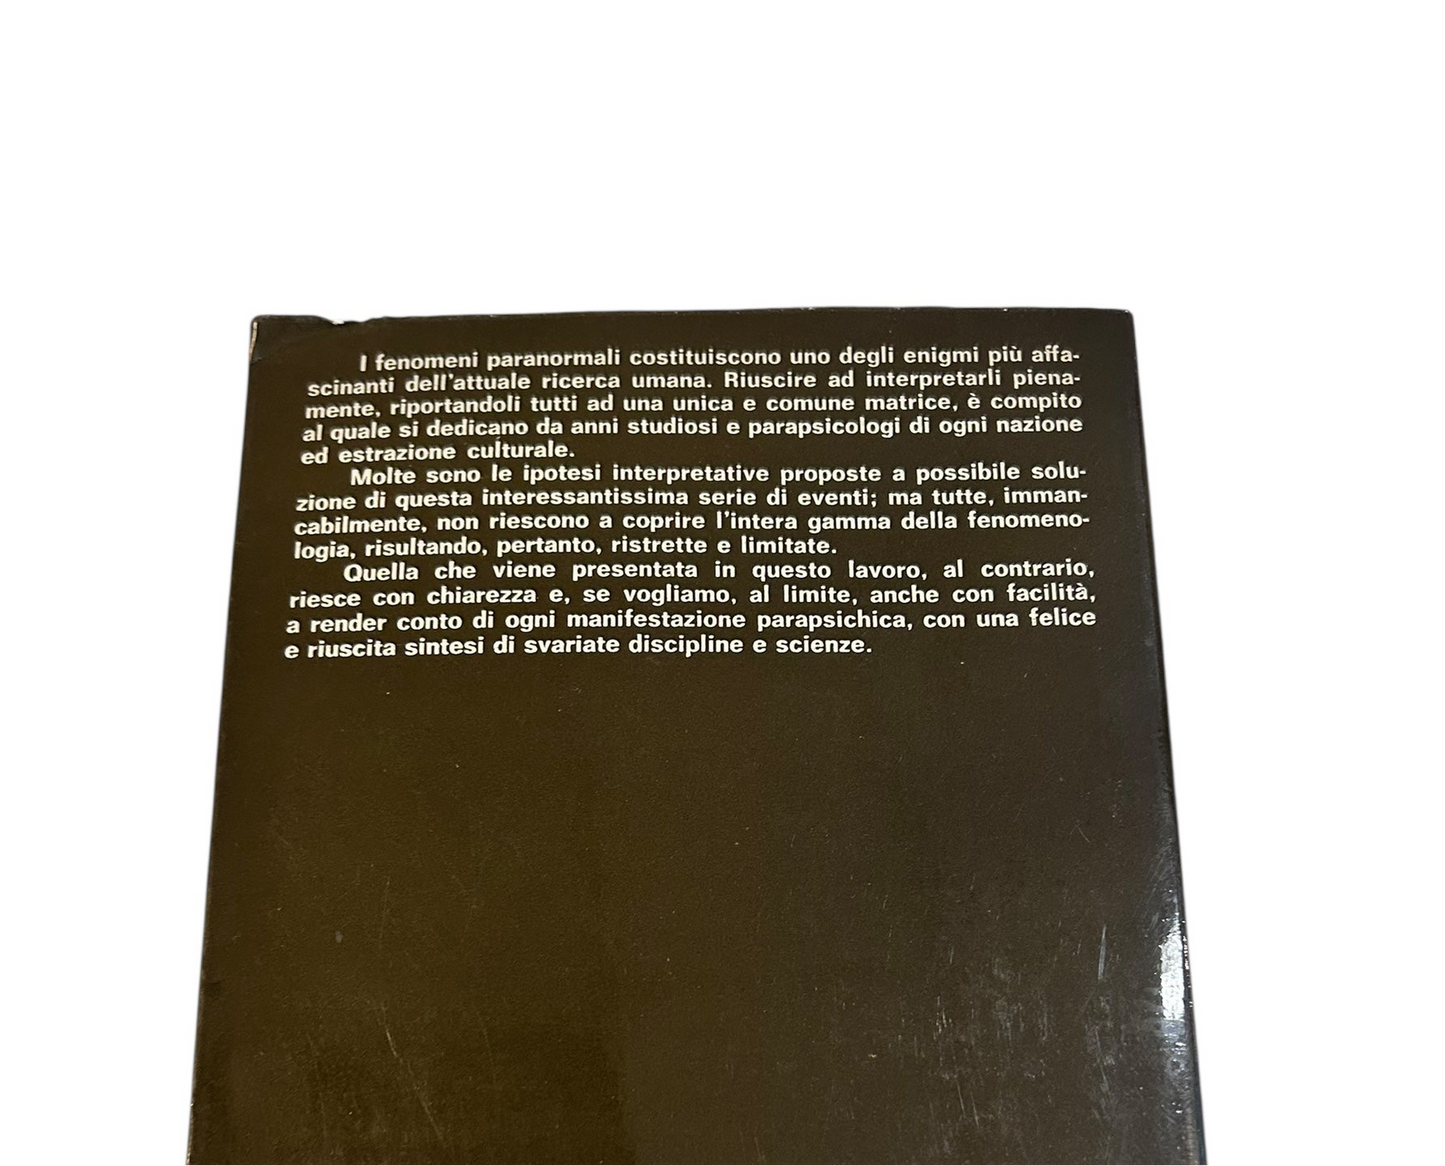 I fenomeni paranormali costituiscono uno degli enigmi più affa-
scinanti dell'attuale ricerca umana. Riuscire ad interpretarli piena-
mente, riportandoli tutti ad una unica e comune matrice, è compito
al quale si dedicano da anni studiosi e parapsicologi di ogni nazione
ed estrazione culturale.
Molte sono le ipotesi interpretative proposte a possibile solu-
zione di questa interessantissima serie di eventi; ma tutte, imman-
cabilmente, non riescono a coprire l'intera gamma della fenomeno-
logia, risultando, pertanto, ristrette e limitate.
Quella che viene presentata in questo lavoro, al contrario,
riesce con chiarezza e, se vogliamo, al limite, anche con facilità,
a render conto di ogni manifestazione parapsichica, con una felice
e riuscita sintesi di svariate discipline e scienze.